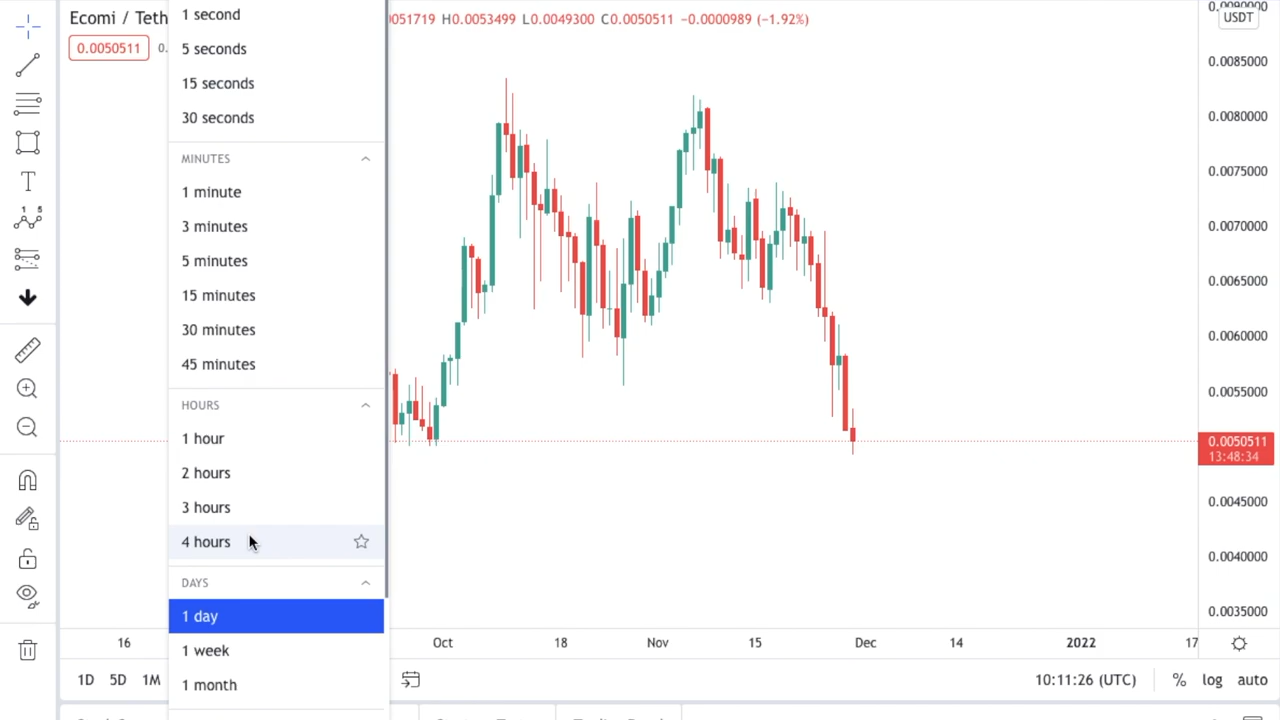 Ecomi / Teth
051719 H0.0053499 L0.0049300 C0.0050511 −0.0000989 (−1.92%)
0.0050511
0.
1 second
5 seconds
15 seconds
30 seconds
MINUTES
1 minute
3 minutes
5 minutes
15 minutes
30 minutes
45 minutes
HOURS
1 hour
2 hours
3 hours
4 hours
DAYS
1 day
1 week
1 month
USDT
0.0085000
0.0080000
0.0075000
0.0070000
0.0065000
0.0060000
0.0055000
0.0050511
13:48:34
0.0045000
0.0040000
0.0035000
16 Oct 18 Nov 15 Dec 14 2022 17
1D 5D 1M
10:11:26 (UTC) % log auto